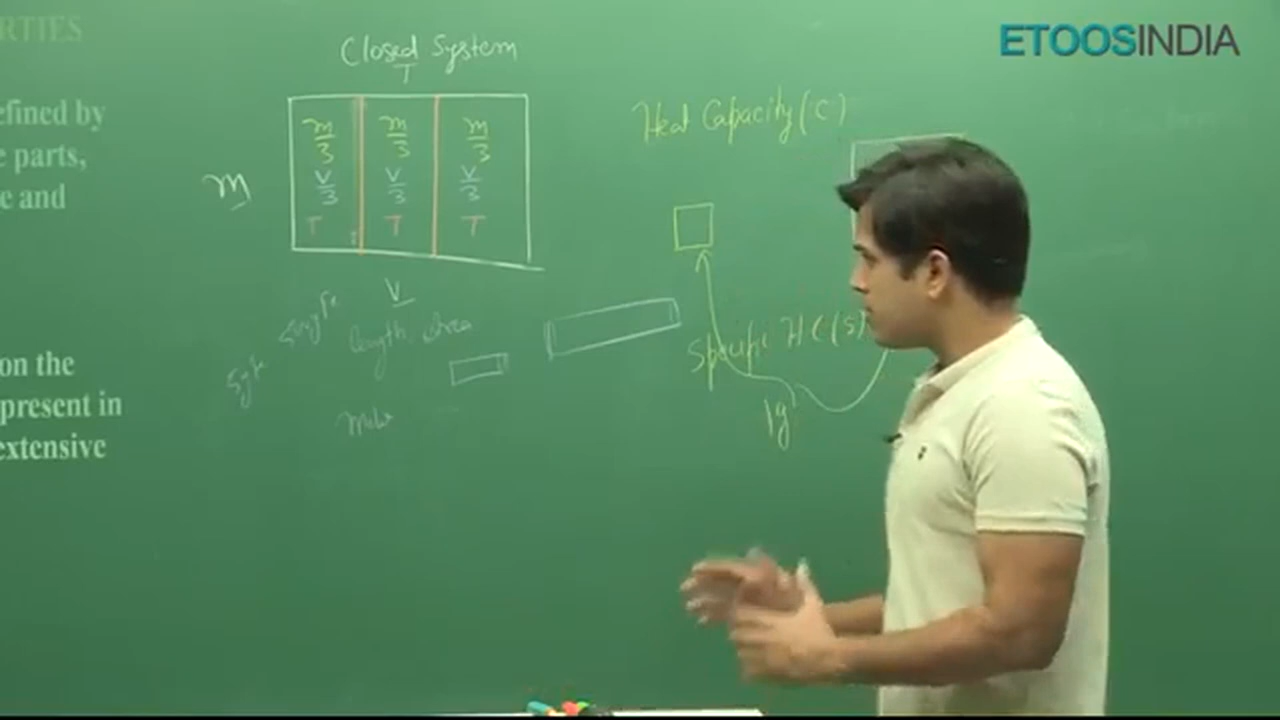 RTIES
Closed System
T
ETOOSINDIA
efined by
e parts,
e and
m/3 m/3 m/3
V/3 V/3 V/3
T T T
m
Heat Capacity (C)
V
length area
Specific H C (S)
1g
on the
present in
extensive